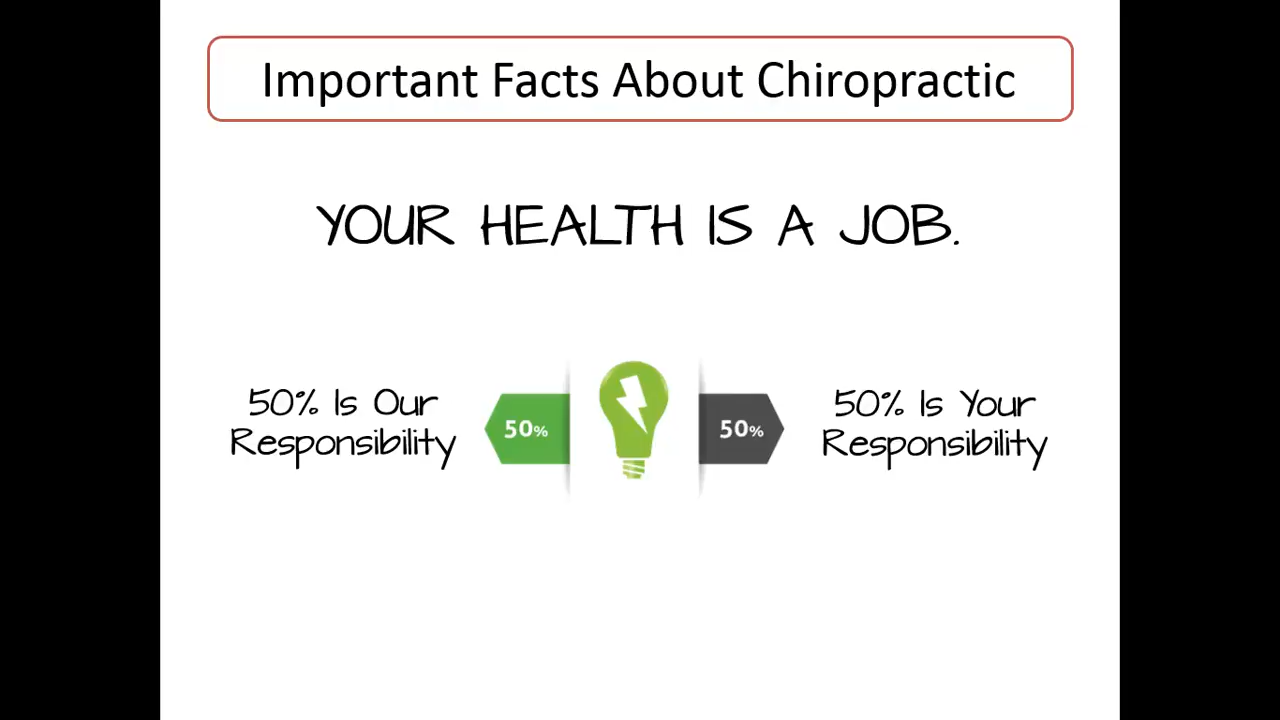 Important Facts About Chiropractic
YOUR HEALTH IS A JOB.
50% Is Our
Responsibility
50%
50%
50% Is Your
Responsibility